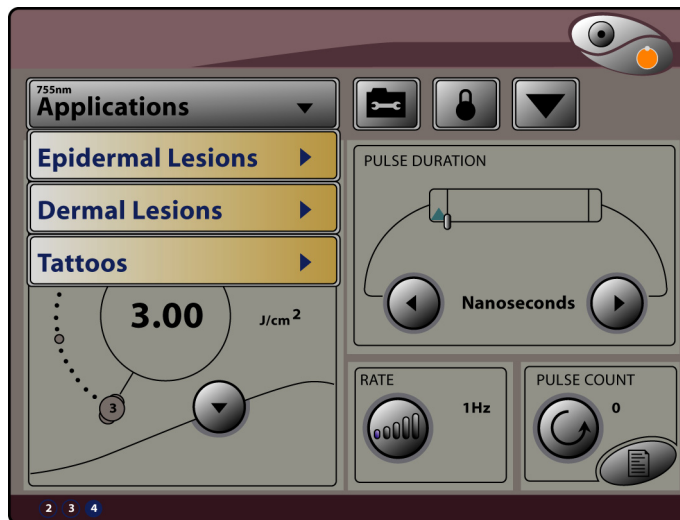 755nm
Applications
Epidermal Lesions
Dermal Lesions
Tattoos
3.00 J/cm2
3
PULSE DURATION
Nanoseconds
RATE
1Hz
PULSE COUNT
0
2 3 4